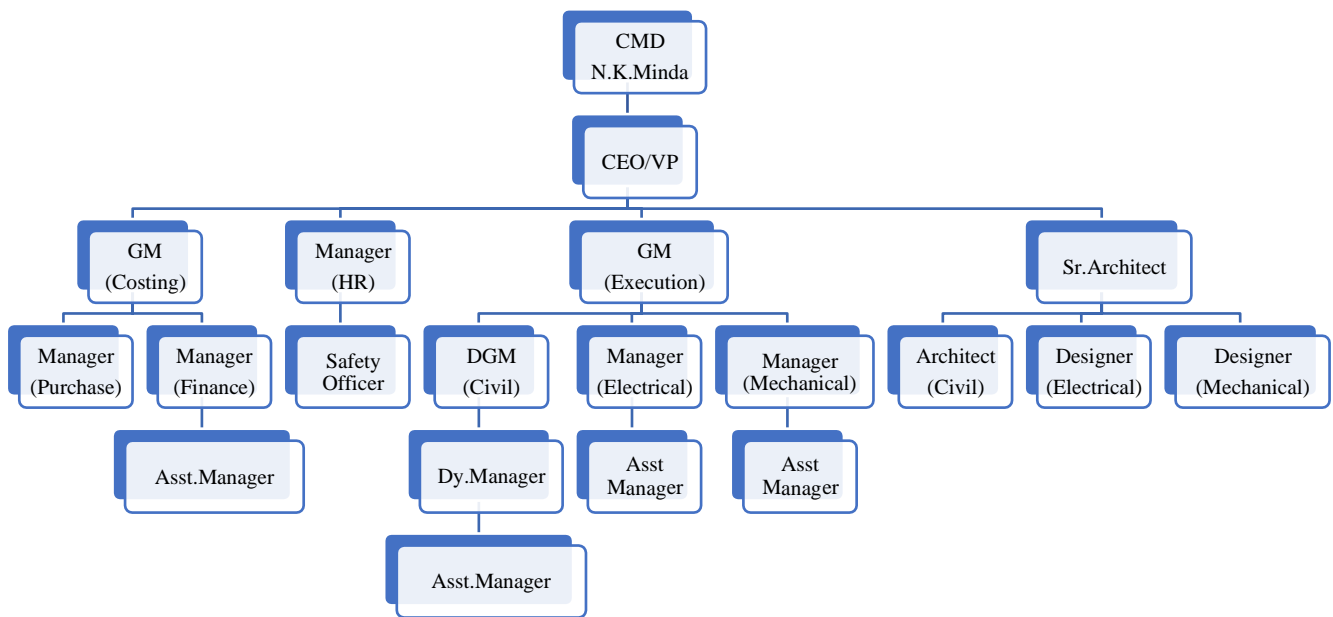 CMD
N.K.Minda
CEO/VP
GM
(Costing)
Manager
(HR)
GM
(Execution)
Sr.Architect
Manager
(Purchase)
Manager
(Finance)
Safety
Officer
DGM
(Civil)
Manager
(Electrical)
Manager
(Mechanical)
Architect
(Civil)
Designer
(Electrical)
Designer
(Mechanical)
Asst.Manager
Dy.Manager
Asst
Manager
Asst
Manager
Asst.Manager